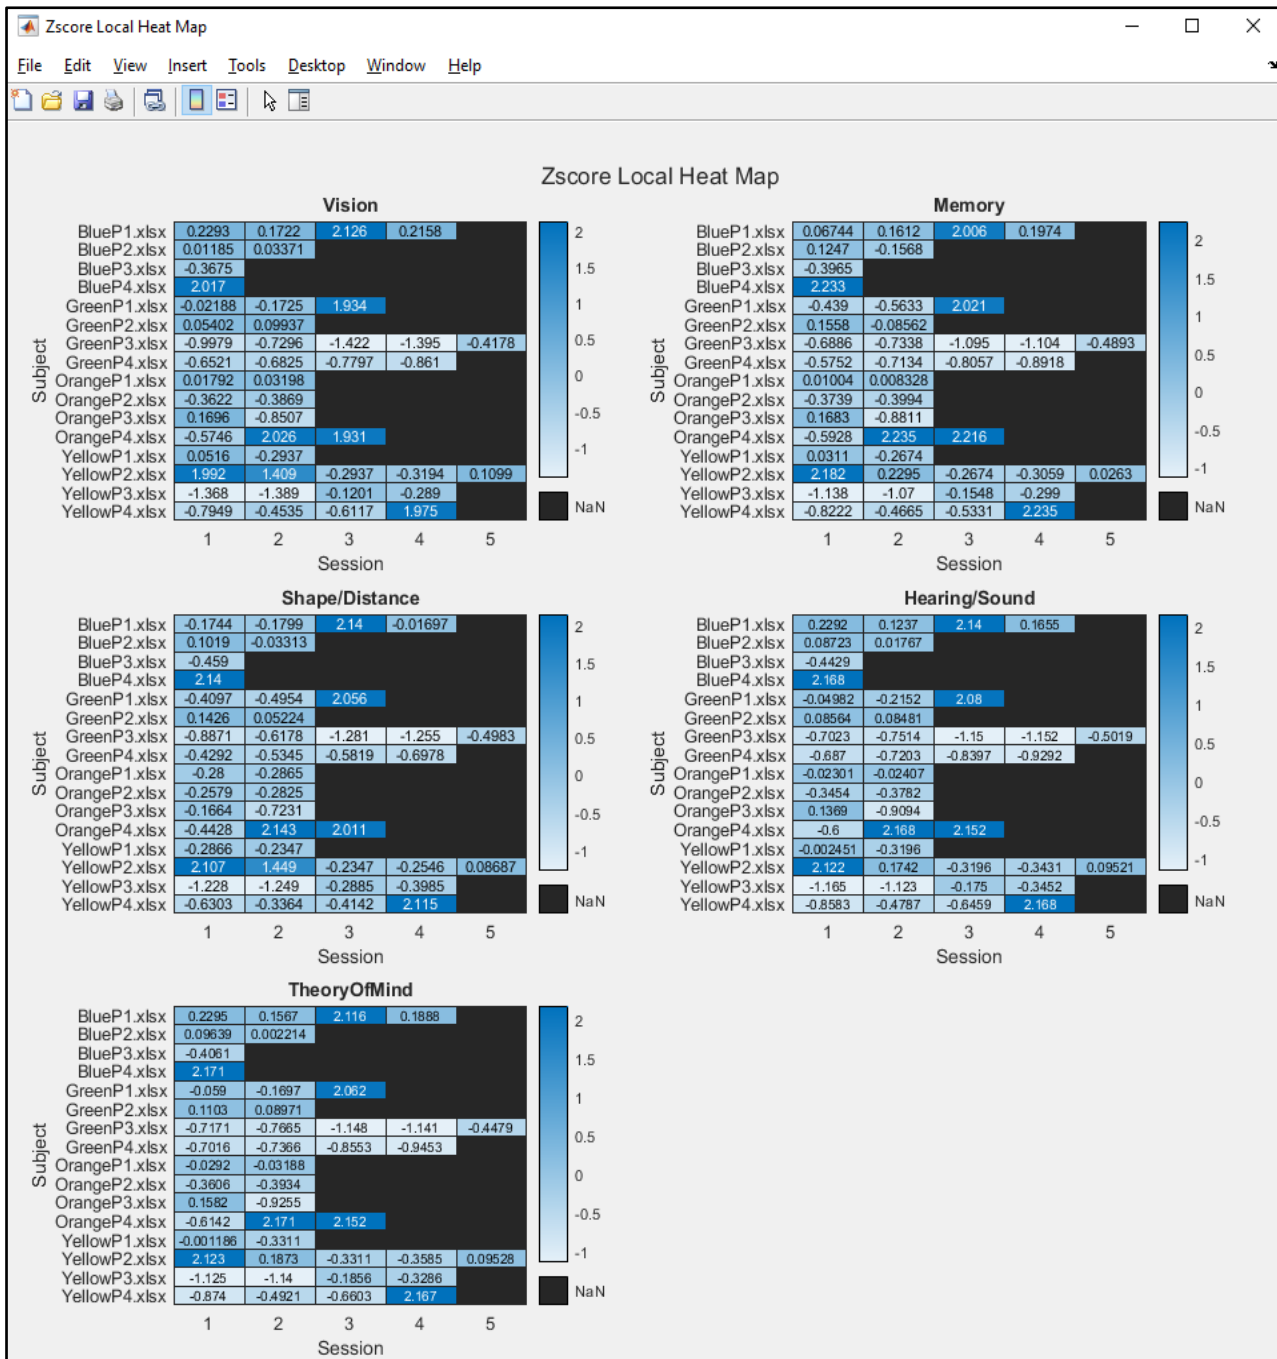 Zscore Local Heat Map
File Edit View Insert Tools Desktop Window Help
Zscore Local Heat Map
Vision
Subject
BlueP1.xlsx 0.2293 0.1722 2.126 0.2158
BlueP2.xlsx 0.01185 0.03371
BlueP3.xlsx -0.3675
BlueP4.xlsx 2.017
GreenP1.xlsx -0.02188 -0.1725 1.934
GreenP2.xlsx 0.05402 0.09937
GreenP3.xlsx -0.9979 -0.7296 -1.422 -1.395 -0.4178
GreenP4.xlsx -0.6521 -0.6825 -0.7797 -0.861
OrangeP1.xlsx 0.01792 0.03198
OrangeP2.xlsx -0.3622 -0.3869
OrangeP3.xlsx 0.1696 -0.8507
OrangeP4.xlsx -0.5746 2.026 1.931
YellowP1.xlsx 0.0516 -0.2937
YellowP2.xlsx 1.992 1.409 -0.2937 -0.3194 0.1099
YellowP3.xlsx -1.368 -1.389 -0.1201 -0.289
YellowP4.xlsx -0.7949 -0.4535 -0.6117 1.975
1 2 3 4 5
Session
2
1.5
1
0.5
0
-0.5
-1
NaN
Memory
Subject
BlueP1.xlsx 0.06744 0.1612 2.006 0.1974
BlueP2.xlsx 0.1247 -0.1568
BlueP3.xlsx -0.3965
BlueP4.xlsx 2.233
GreenP1.xlsx -0.439 -0.5633 2.021
GreenP2.xlsx 0.1558 -0.08562
GreenP3.xlsx -0.6886 -0.7338 -1.095 -1.104 -0.4893
GreenP4.xlsx -0.5752 -0.7134 -0.8057 -0.8918
OrangeP1.xlsx 0.01004 0.008328
OrangeP2.xlsx -0.3739 -0.3994
OrangeP3.xlsx 0.1683 -0.8811
OrangeP4.xlsx -0.5928 2.235 2.216
YellowP1.xlsx 0.0311 -0.2674
YellowP2.xlsx 2.182 0.2295 -0.2674 -0.3059 0.0263
YellowP3.xlsx -1.138 -1.07 -0.1548 -0.299
YellowP4.xlsx -0.8222 -0.4665 -0.5331 2.235
1 2 3 4 5
Session
2
1.5
1
0.5
0
-0.5
-1
NaN
Shape/Distance
Subject
BlueP1.xlsx -0.1744 -0.1799 2.14 -0.01697
BlueP2.xlsx 0.1019 -0.03313
BlueP3.xlsx -0.459
BlueP4.xlsx 2.14
GreenP1.xlsx -0.4097 -0.4954 2.056
GreenP2.xlsx 0.1426 0.05224
GreenP3.xlsx -0.8871 -0.6178 -1.281 -1.255 -0.4983
GreenP4.xlsx -0.4292 -0.5345 -0.5819 -0.6978
OrangeP1.xlsx -0.28 -0.2865
OrangeP2.xlsx -0.2579 -0.2825
OrangeP3.xlsx -0.1664 -0.7231
OrangeP4.xlsx -0.4428 2.143 2.011
YellowP1.xlsx -0.2866 -0.2347
YellowP2.xlsx 2.107 1.449 -0.2347 -0.2546 0.08687
YellowP3.xlsx -1.228 -1.249 -0.2885 -0.3985
YellowP4.xlsx -0.6303 -0.3364 -0.4142 2.115
1 2 3 4 5
Session
2
1.5
1
0.5
0
-0.5
-1
NaN
Hearing/Sound
Subject
BlueP1.xlsx 0.2292 0.1237 2.14 0.1655
BlueP2.xlsx 0.08723 0.01767
BlueP3.xlsx -0.4429
BlueP4.xlsx 2.168
GreenP1.xlsx -0.04982 -0.2152 2.08
GreenP2.xlsx 0.08564 0.08481
GreenP3.xlsx -0.7023 -0.7514 -1.15 -1.152 -0.5019
GreenP4.xlsx -0.687 -0.7203 -0.8397 -0.9292
OrangeP1.xlsx -0.02301 -0.02407
OrangeP2.xlsx -0.3454 -0.3782
OrangeP3.xlsx 0.1369 -0.9094
OrangeP4.xlsx -0.6 2.168 2.152
YellowP1.xlsx -0.002451 -0.3196
YellowP2.xlsx 2.122 0.1742 -0.3196 -0.3431 0.09521
YellowP3.xlsx -1.165 -1.123 -0.175 -0.3452
YellowP4.xlsx -0.8583 -0.4787 -0.6459 2.168
1 2 3 4 5
Session
2
1.5
1
0.5
0
-0.5
-1
NaN
TheoryOfMind
Subject
BlueP1.xlsx 0.2295 0.1567 2.116 0.1888
BlueP2.xlsx 0.09639 0.002214
BlueP3.xlsx -0.4061
BlueP4.xlsx 2.171
GreenP1.xlsx -0.059 -0.1697 2.062
GreenP2.xlsx 0.1103 0.08971
GreenP3.xlsx -0.7171 -0.7665 -1.148 -1.141 -0.4479
GreenP4.xlsx -0.7016 -0.7366 -0.8553 -0.9453
OrangeP1.xlsx -0.0292 -0.03188
OrangeP2.xlsx -0.3606 -0.3934
OrangeP3.xlsx 0.1582 -0.9255
OrangeP4.xlsx -0.6142 2.171 2.152
YellowP1.xlsx -0.001186 -0.3311
YellowP2.xlsx 2.123 0.1873 -0.3311 -0.3585 0.09528
YellowP3.xlsx -1.125 -1.14 -0.1856 -0.3286
YellowP4.xlsx -0.874 -0.4921 -0.6603 2.167
1 2 3 4 5
Session
2
1.5
1
0.5
0
-0.5
-1
NaN